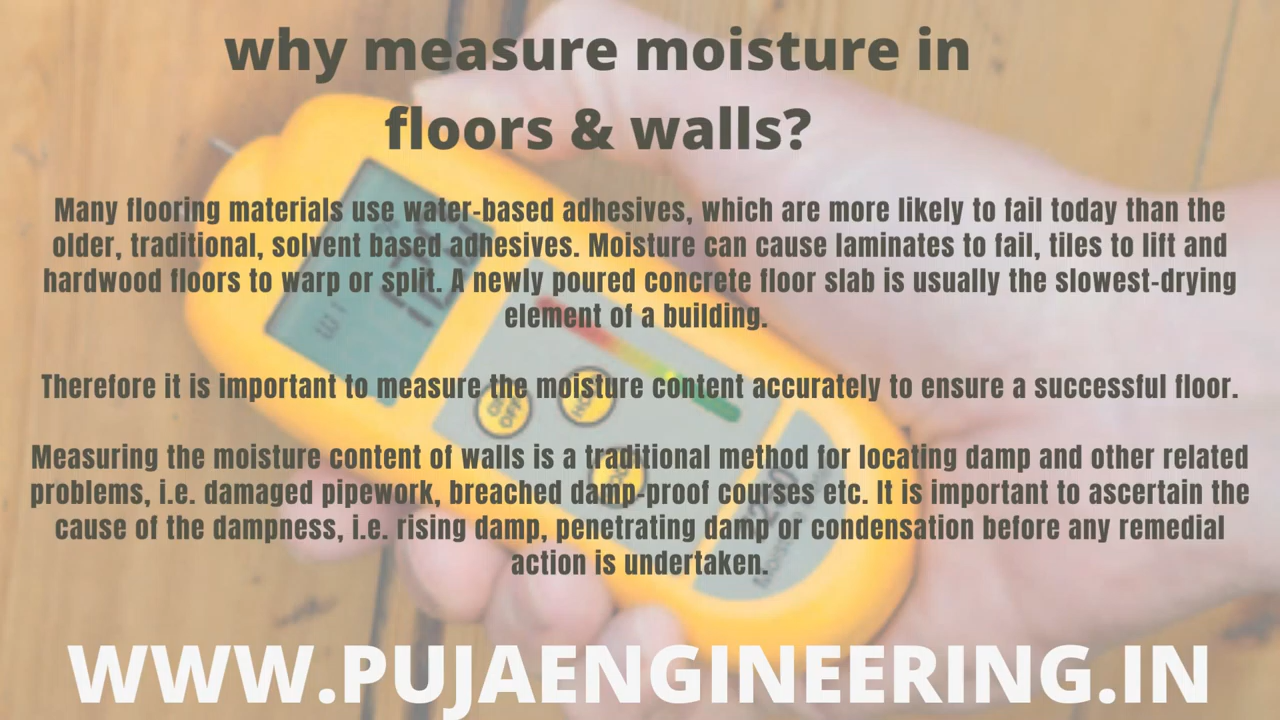 why measure moisture in
floors & walls?
Many flooring materials use water-based adhesives, which are more likely to fail today than the
older, traditional, solvent based adhesives. Moisture can cause laminates to fail, tiles to lift and
hardwood floors to warp or split. A newly poured concrete floor slab is usually the slowest-drying
element of a building.
Therefore it is important to measure the moisture content accurately to ensure a successful floor.
Measuring the moisture content of walls is a traditional method for locating damp and other related
problems, i.e. damaged pipework, breached damp-proof courses etc. It is important to ascertain the
cause of the dampness, i.e. rising damp, penetrating damp or condensation before any remedial
action is undertaken.
WWW.PUJAENGINEERING.IN